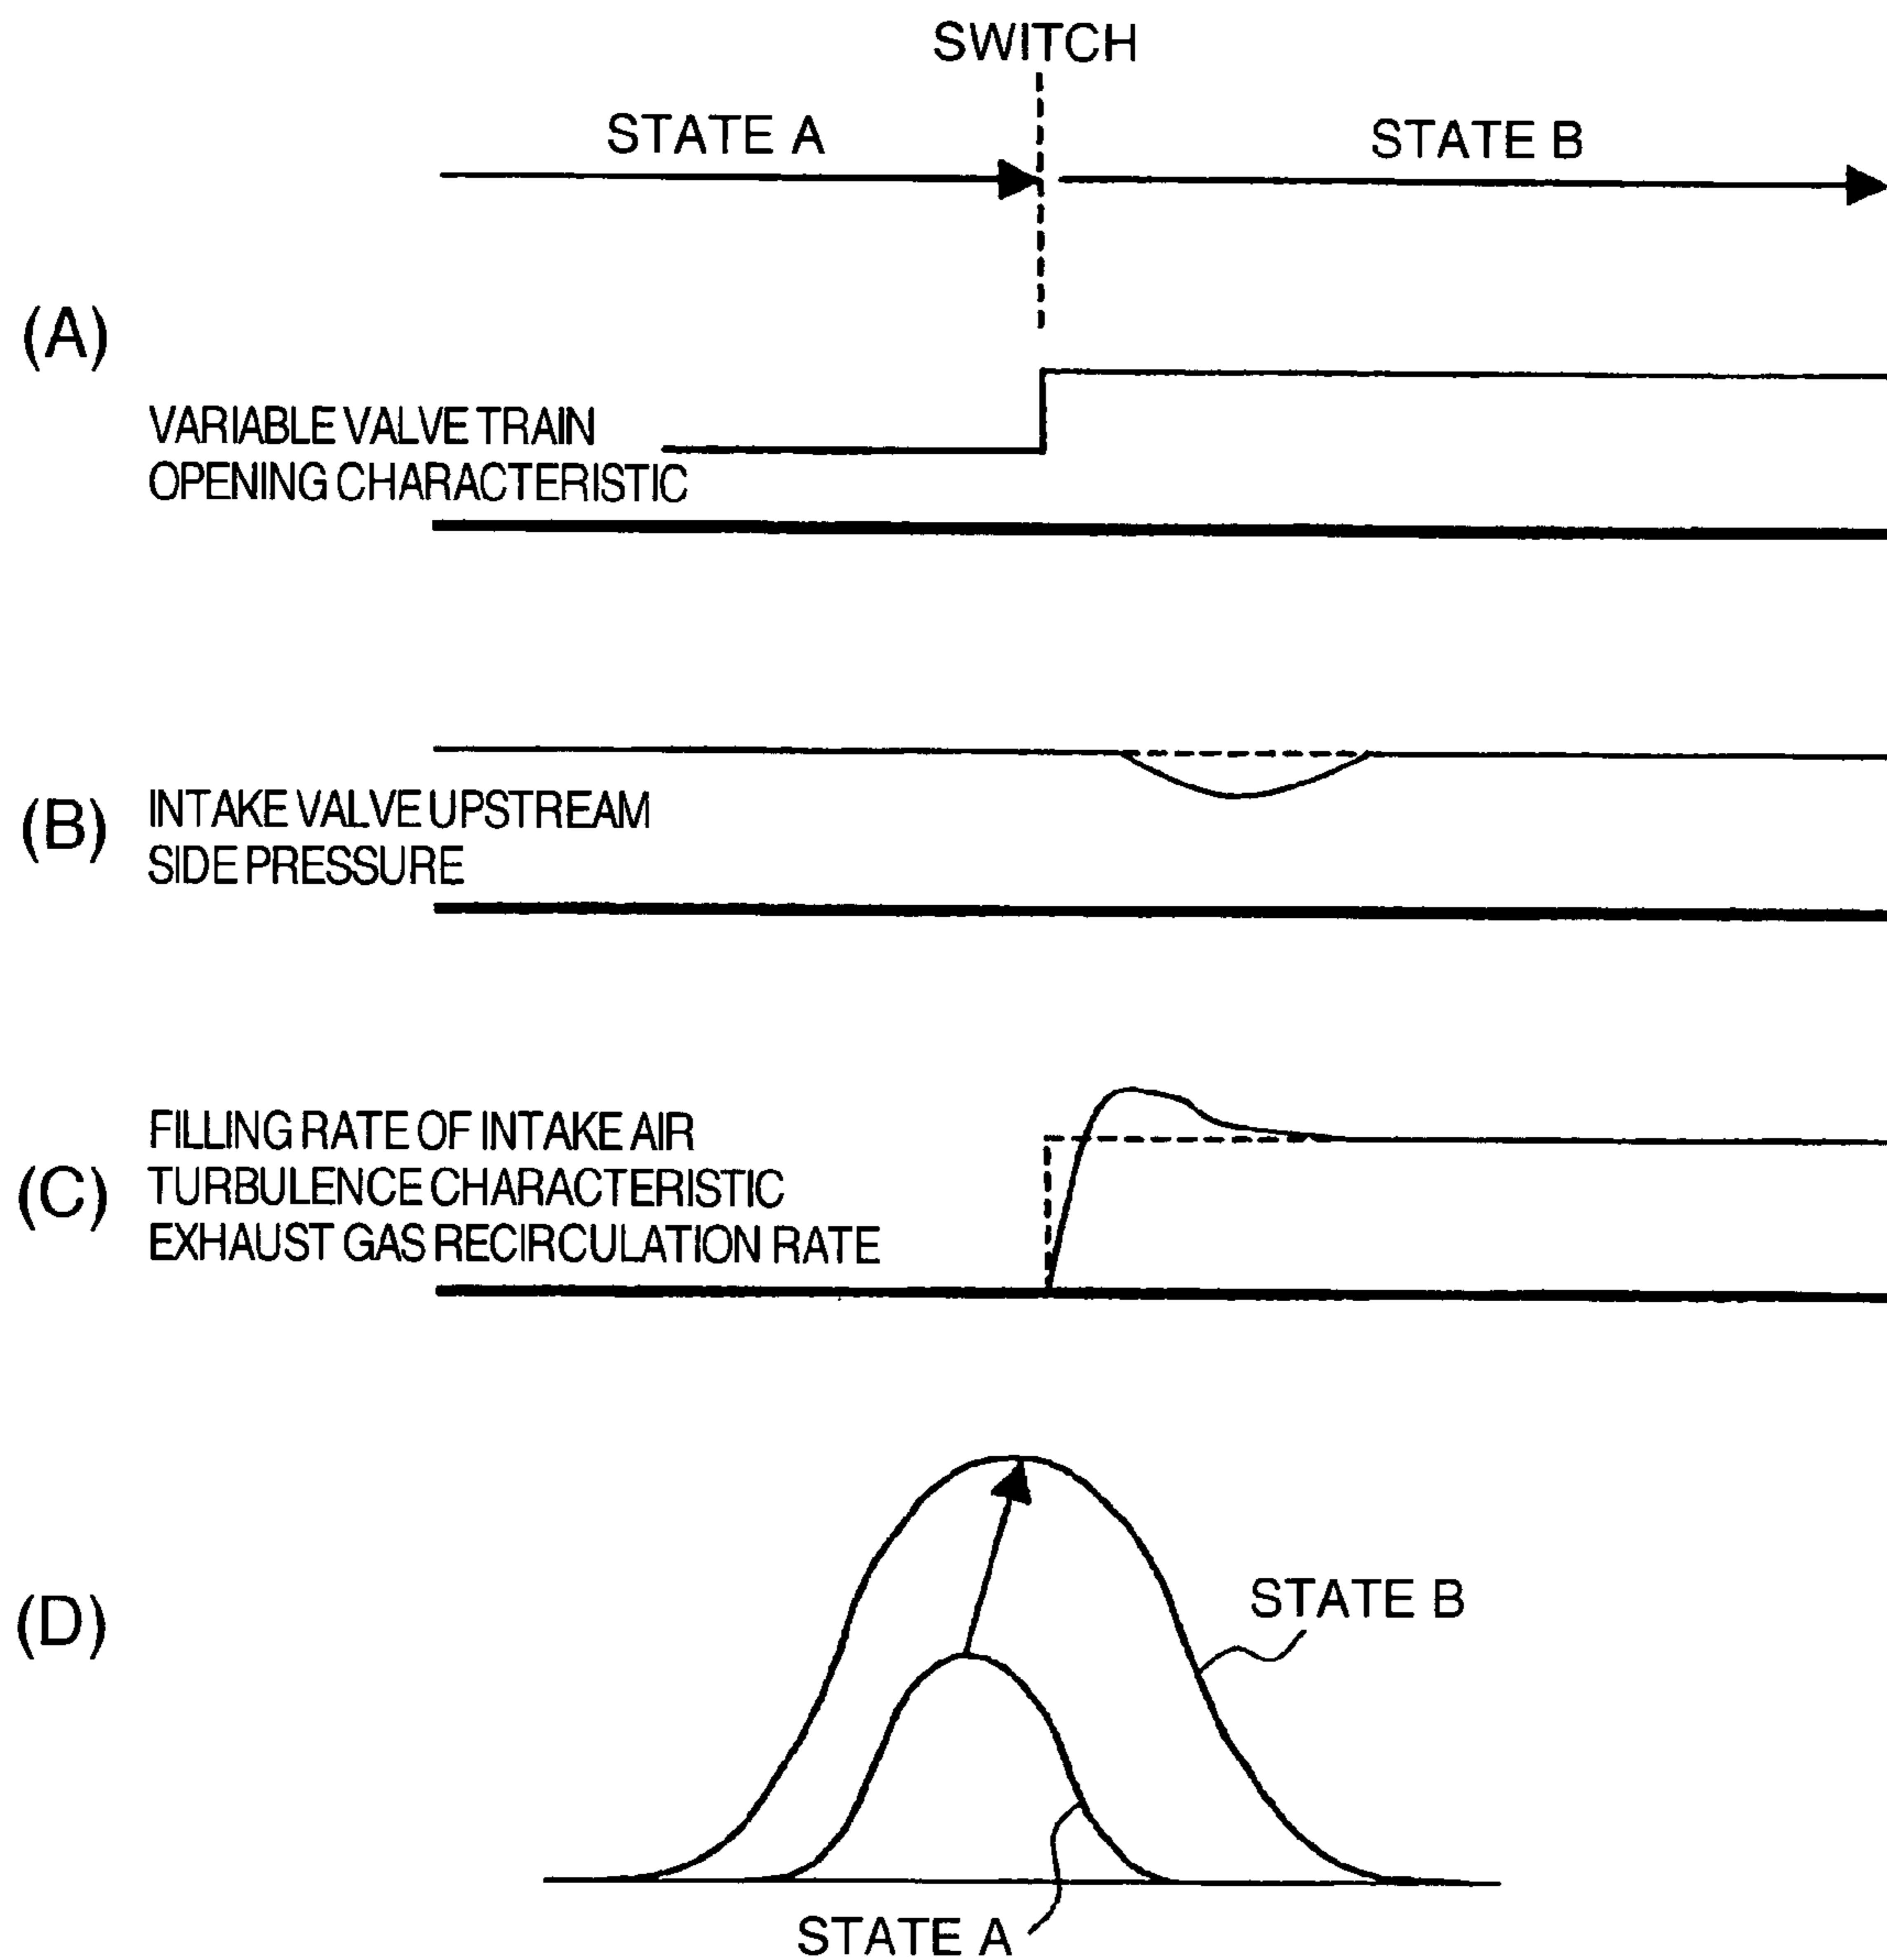 SWITCH
STATE A
STATE B
(A)
VARIABLE VALVE TRAIN
OPENING CHARACTERISTIC
(B)
INTAKE VALVE UPSTREAM
SIDE PRESSURE
(C)
FILLING RATE OF INTAKE AIR
TURBULENCE CHARACTERISTIC
EXHAUST GAS RECIRCULATION RATE
(D)
STATE B
STATE A